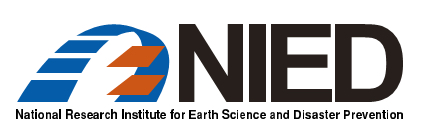 NIED
National Research Institute for Earth Science and Disaster Prevention